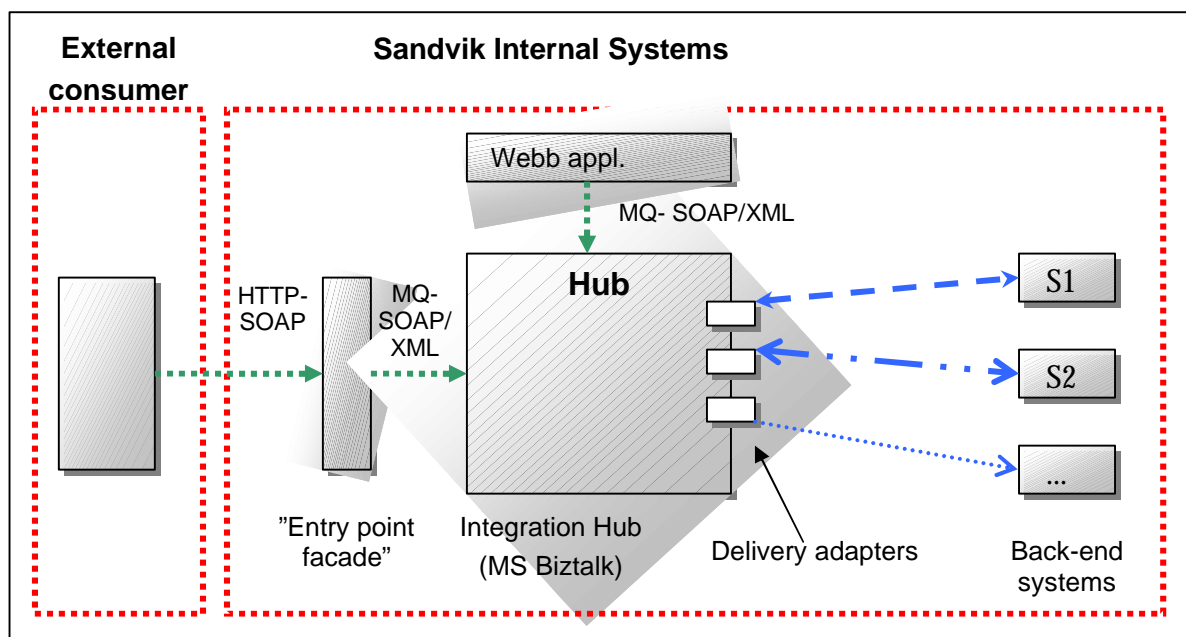 External
consumer
Sandvik Internal Systems
Webb appl.
MQ- SOAP/XML
HTTP-
SOAP
MQ-
SOAP/
XML
Hub
S1
S2
...
”Entry point
facade”
Integration Hub
(MS Biztalk)
Delivery adapters
Back-end
systems